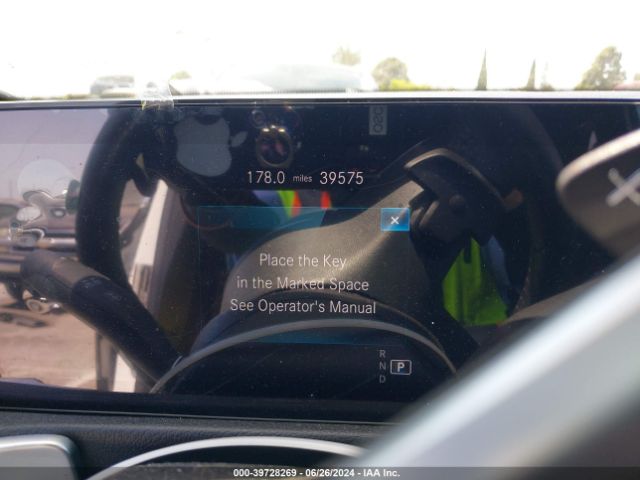 178.0 miles 39575
×
Place the Key
in the Marked Space
See Operator's Manual
R
N P
D
000-39728269 - 06/26/2024 - IAA Inc.